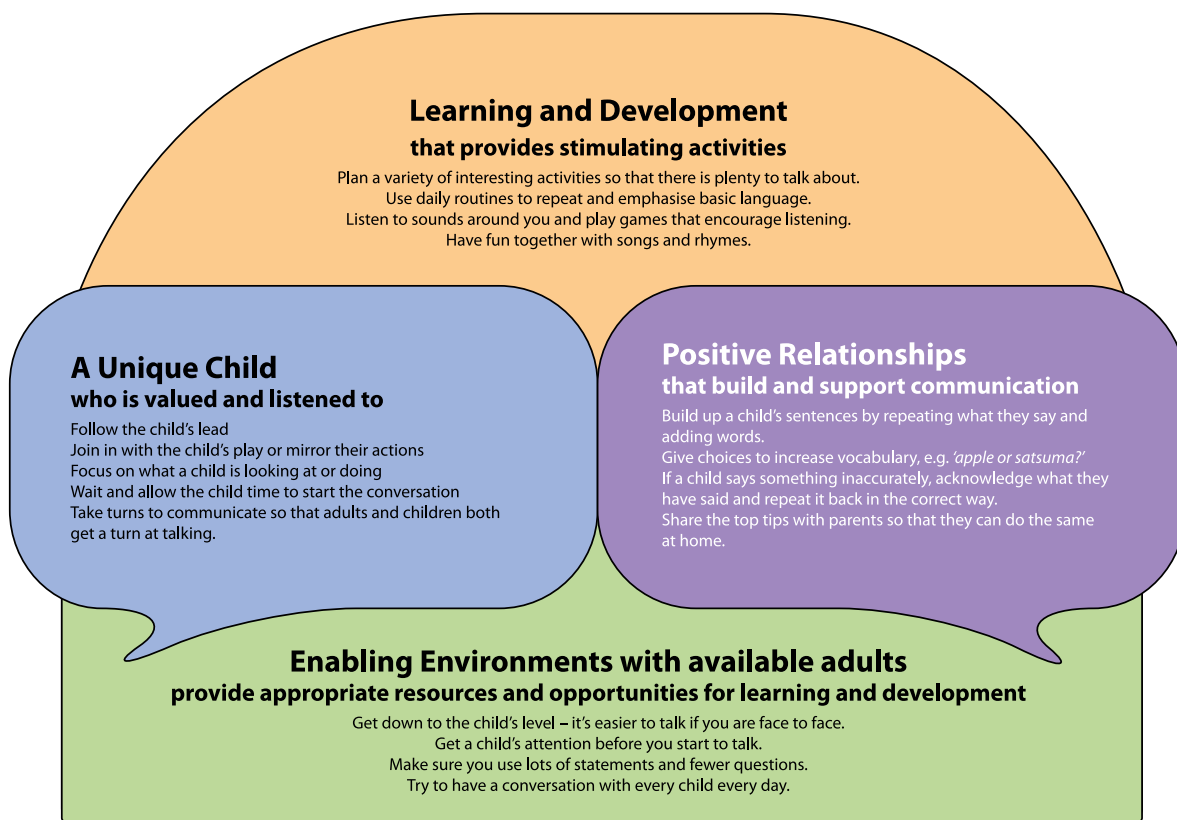 Learning and Development
that provides stimulating activities
Plan a variety of interesting activities so that there is plenty to talk about.
Use daily routines to repeat and emphasise basic language.
Listen to sounds around you and play games that encourage listening.
Have fun together with songs and rhymes.
A Unique Child
who is valued and listened to
Follow the child’s lead
Join in with the child’s play or mirror their actions
Focus on what a child is looking at or doing
Wait and allow the child time to start the conversation
Take turns to communicate so that adults and children both
get a turn at talking.
Positive Relationships
that build and support communication
Build up a child’s sentences by repeating what they say and
adding words.
Give choices to increase vocabulary, e.g. ‘apple or satsuma?’
If a child says something inaccurately, acknowledge what they
have said and repeat it back in the correct way.
Share the top tips with parents so that they can do the same
at home.
Enabling Environments with available adults
provide appropriate resources and opportunities for learning and development
Get down to the child’s level – it’s easier to talk if you are face to face.
Get a child’s attention before you start to talk.
Make sure you use lots of statements and fewer questions.
Try to have a conversation with every child every day.